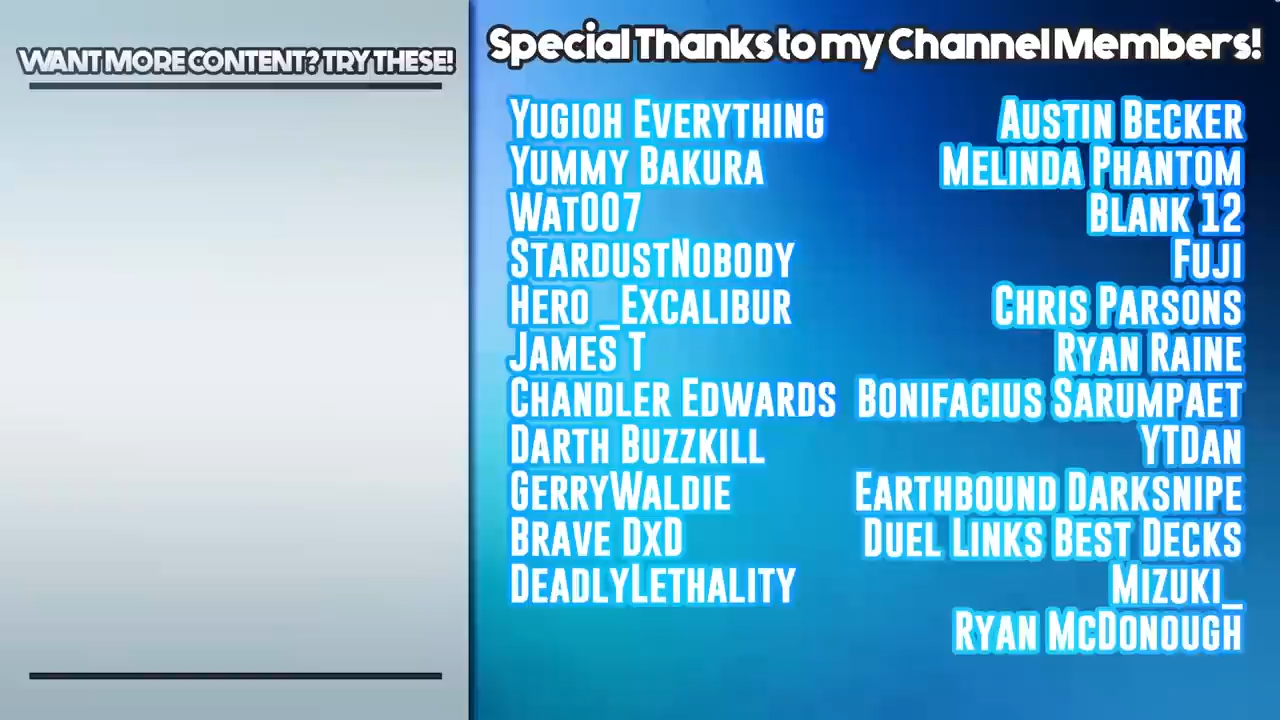 WANT MORE CONTENT? TRY THESE!
Special Thanks to my Channel Members!
Yugioh Everything
Yummy Bakura
Wat007
StardustNobody
Hero _Excalibur
James T
Chandler Edwards
Darth Buzzkill
GerryWaldie
Brave DxD
DeadlyLethality
Austin Becker
Melinda Phantom
Blank 12
Fuji
Chris Parsons
Ryan Raine
Bonifacius Sarumpaet
YTDan
Earthbound Darksnipe
Duel Links Best Decks
Mizuki_
Ryan McDonough